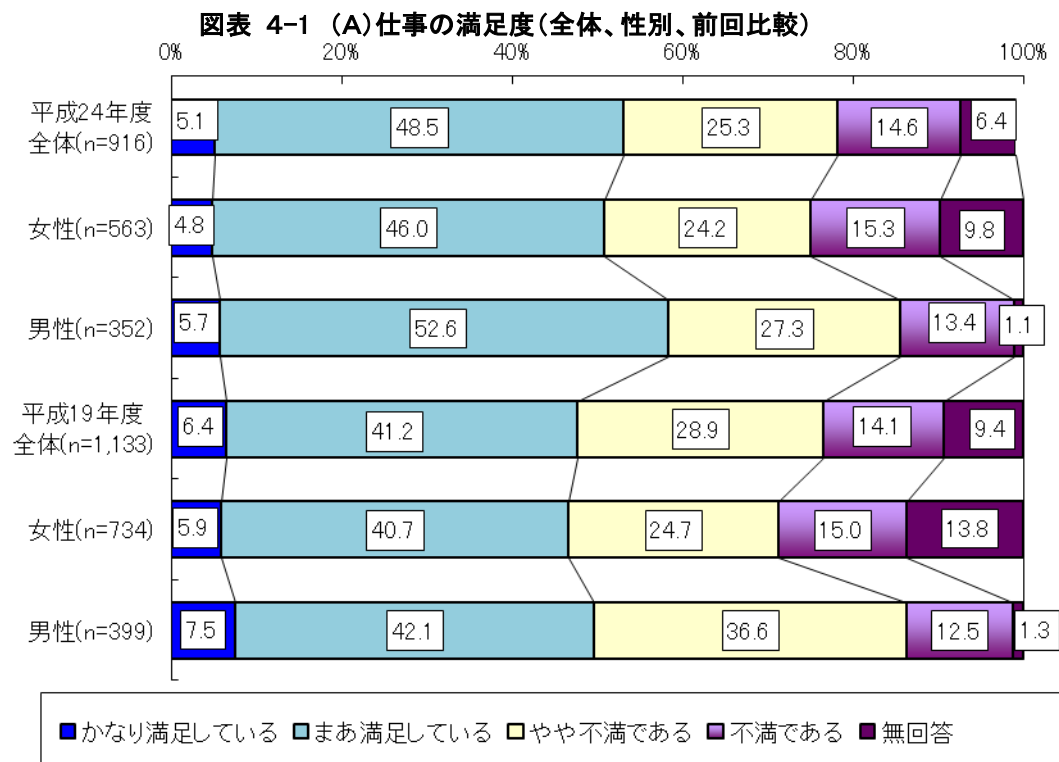 図表 4-1 (A)仕事の満足度(全体、性別、前回比較)
0% 20% 40% 60% 80% 100%
平成24年度
全体(n=916)
5.1 48.5 25.3 14.6 6.4
女性(n=563)
4.8 46.0 24.2 15.3 9.8
男性(n=352)
5.7 52.6 27.3 13.4 1.1
平成19年度
全体(n=1,133)
6.4 41.2 28.9 14.1 9.4
女性(n=734)
5.9 40.7 24.7 15.0 13.8
男性(n=399)
7.5 42.1 36.6 12.5 1.3
かなり満足している まあ満足している やや不満である 不満である 無回答